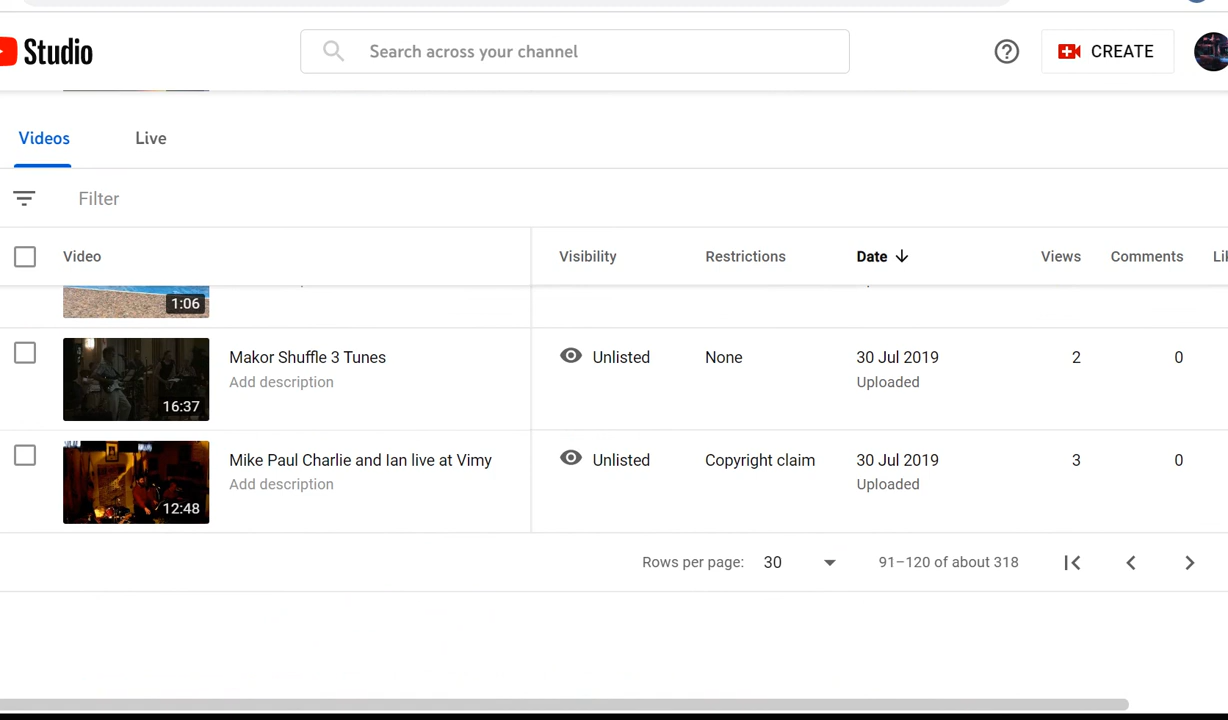 Studio
Search across your channel
CREATE
Videos Live
Filter
Video Visibility Restrictions Date Views Comments
1:06
Makor Shuffle 3 Tunes Unlisted None 30 Jul 2019 2 0
Add description Uploaded
16:37
Mike Paul Charlie and Ian live at Vimy Unlisted Copyright claim 30 Jul 2019 3 0
Add description Uploaded
12:48
Rows per page: 30 91–120 of about 318